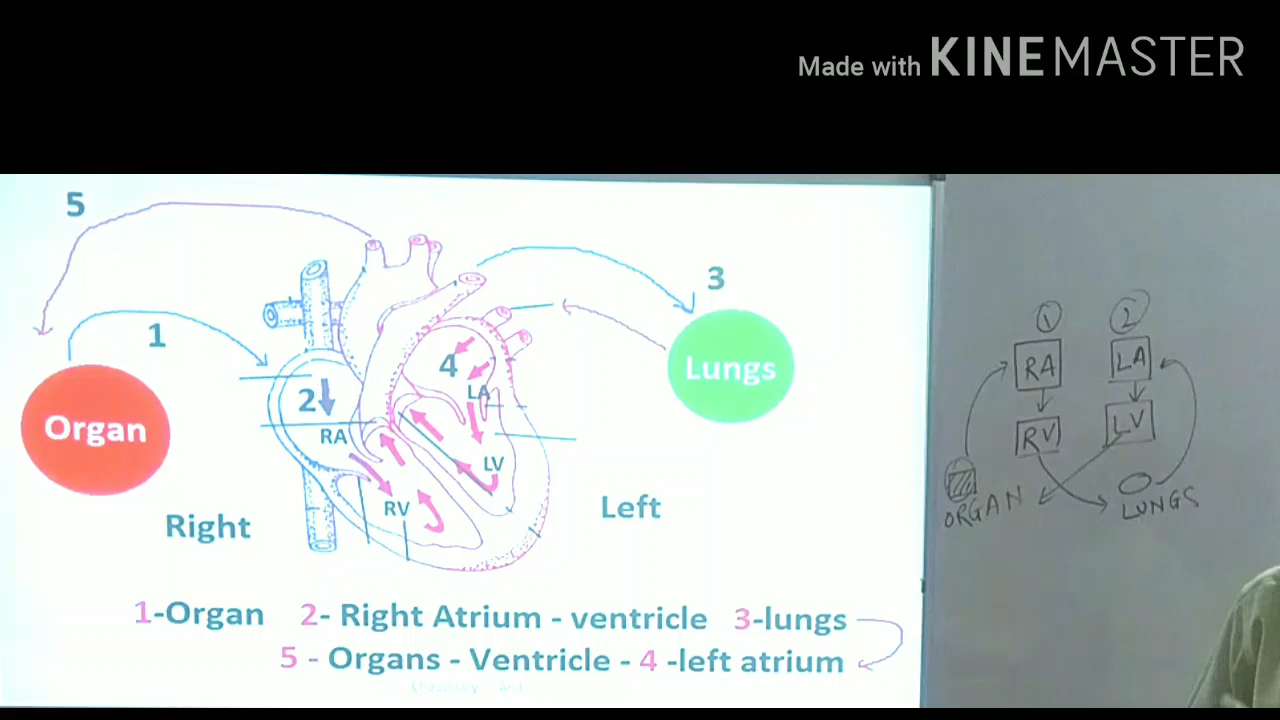 Made with KINEMASTER
5
3
1
Lungs
4
LA
2
Organ
RA
LV
RV
Right
Left
1-Organ 2- Right Atrium - ventricle 3-lungs
5 - Organs - Ventricle - 4 -left atrium
1 2
RA LA
RV LV
ORGAN LUNGS